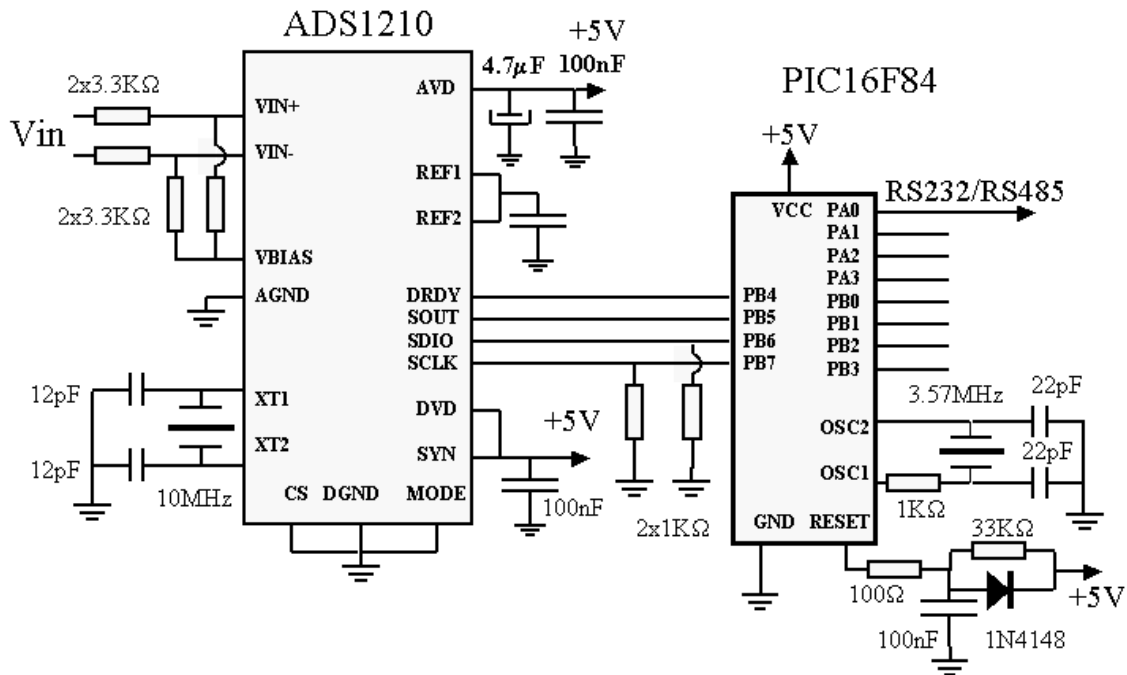 ADS1210
+5V
4.7µF 100nF
2x3.3KΩ
Vin
2x3.3KΩ
VIN+
VIN-
VBIAS
AGND
XT1
XT2
CS DGND MODE
AVD
REF1
REF2
DRDY
SOUT
SDIO
SCLK
DVD
SYN
12pF
12pF
10MHz
+5V
100nF
2x1KΩ
PIC16F84
+5V
RS232/RS485
VCC PA0
PA1
PA2
PA3
PB0
PB1
PB2
PB3
PB4
PB5
PB6
PB7
OSC2
OSC1
GND RESET
3.57MHz
22pF
22pF
1KΩ
33KΩ
100Ω
+5V
100nF
1N4148